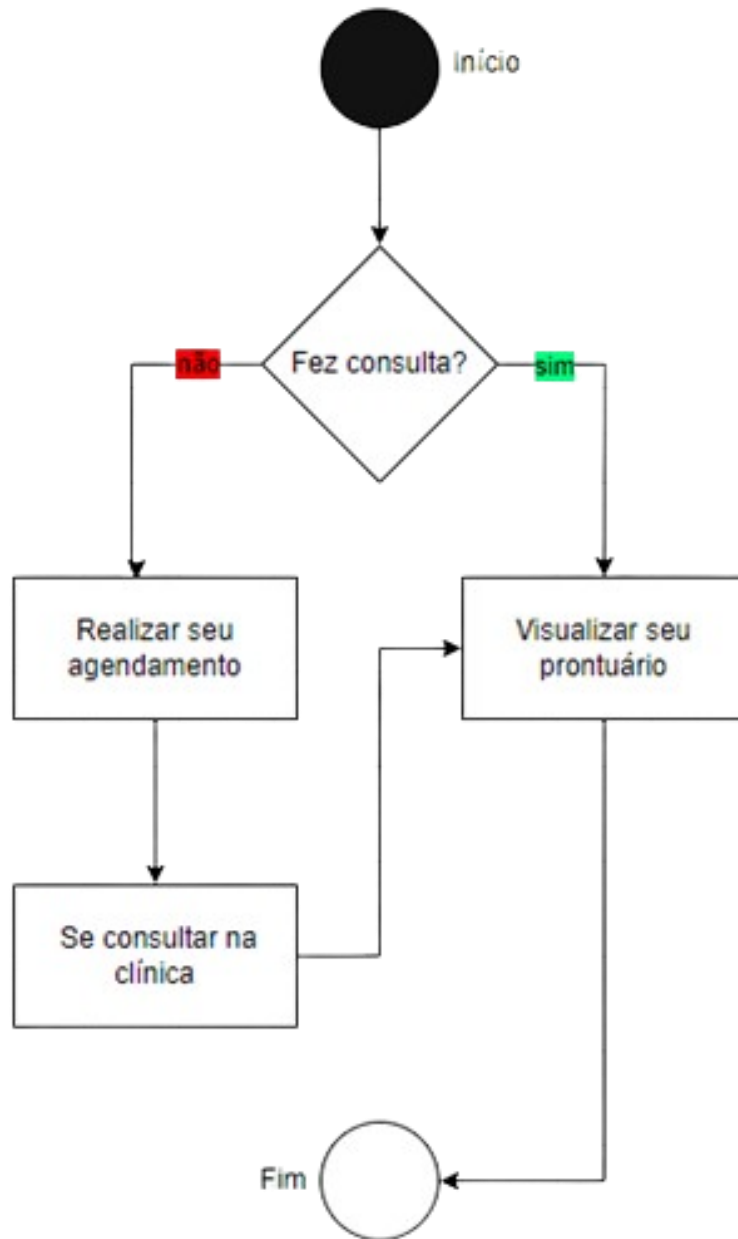 Início
Fez consulta?
não
sim
Realizar seu
agendamento
Visualizar seu
prontuário
Se consultar na
clínica
Fim